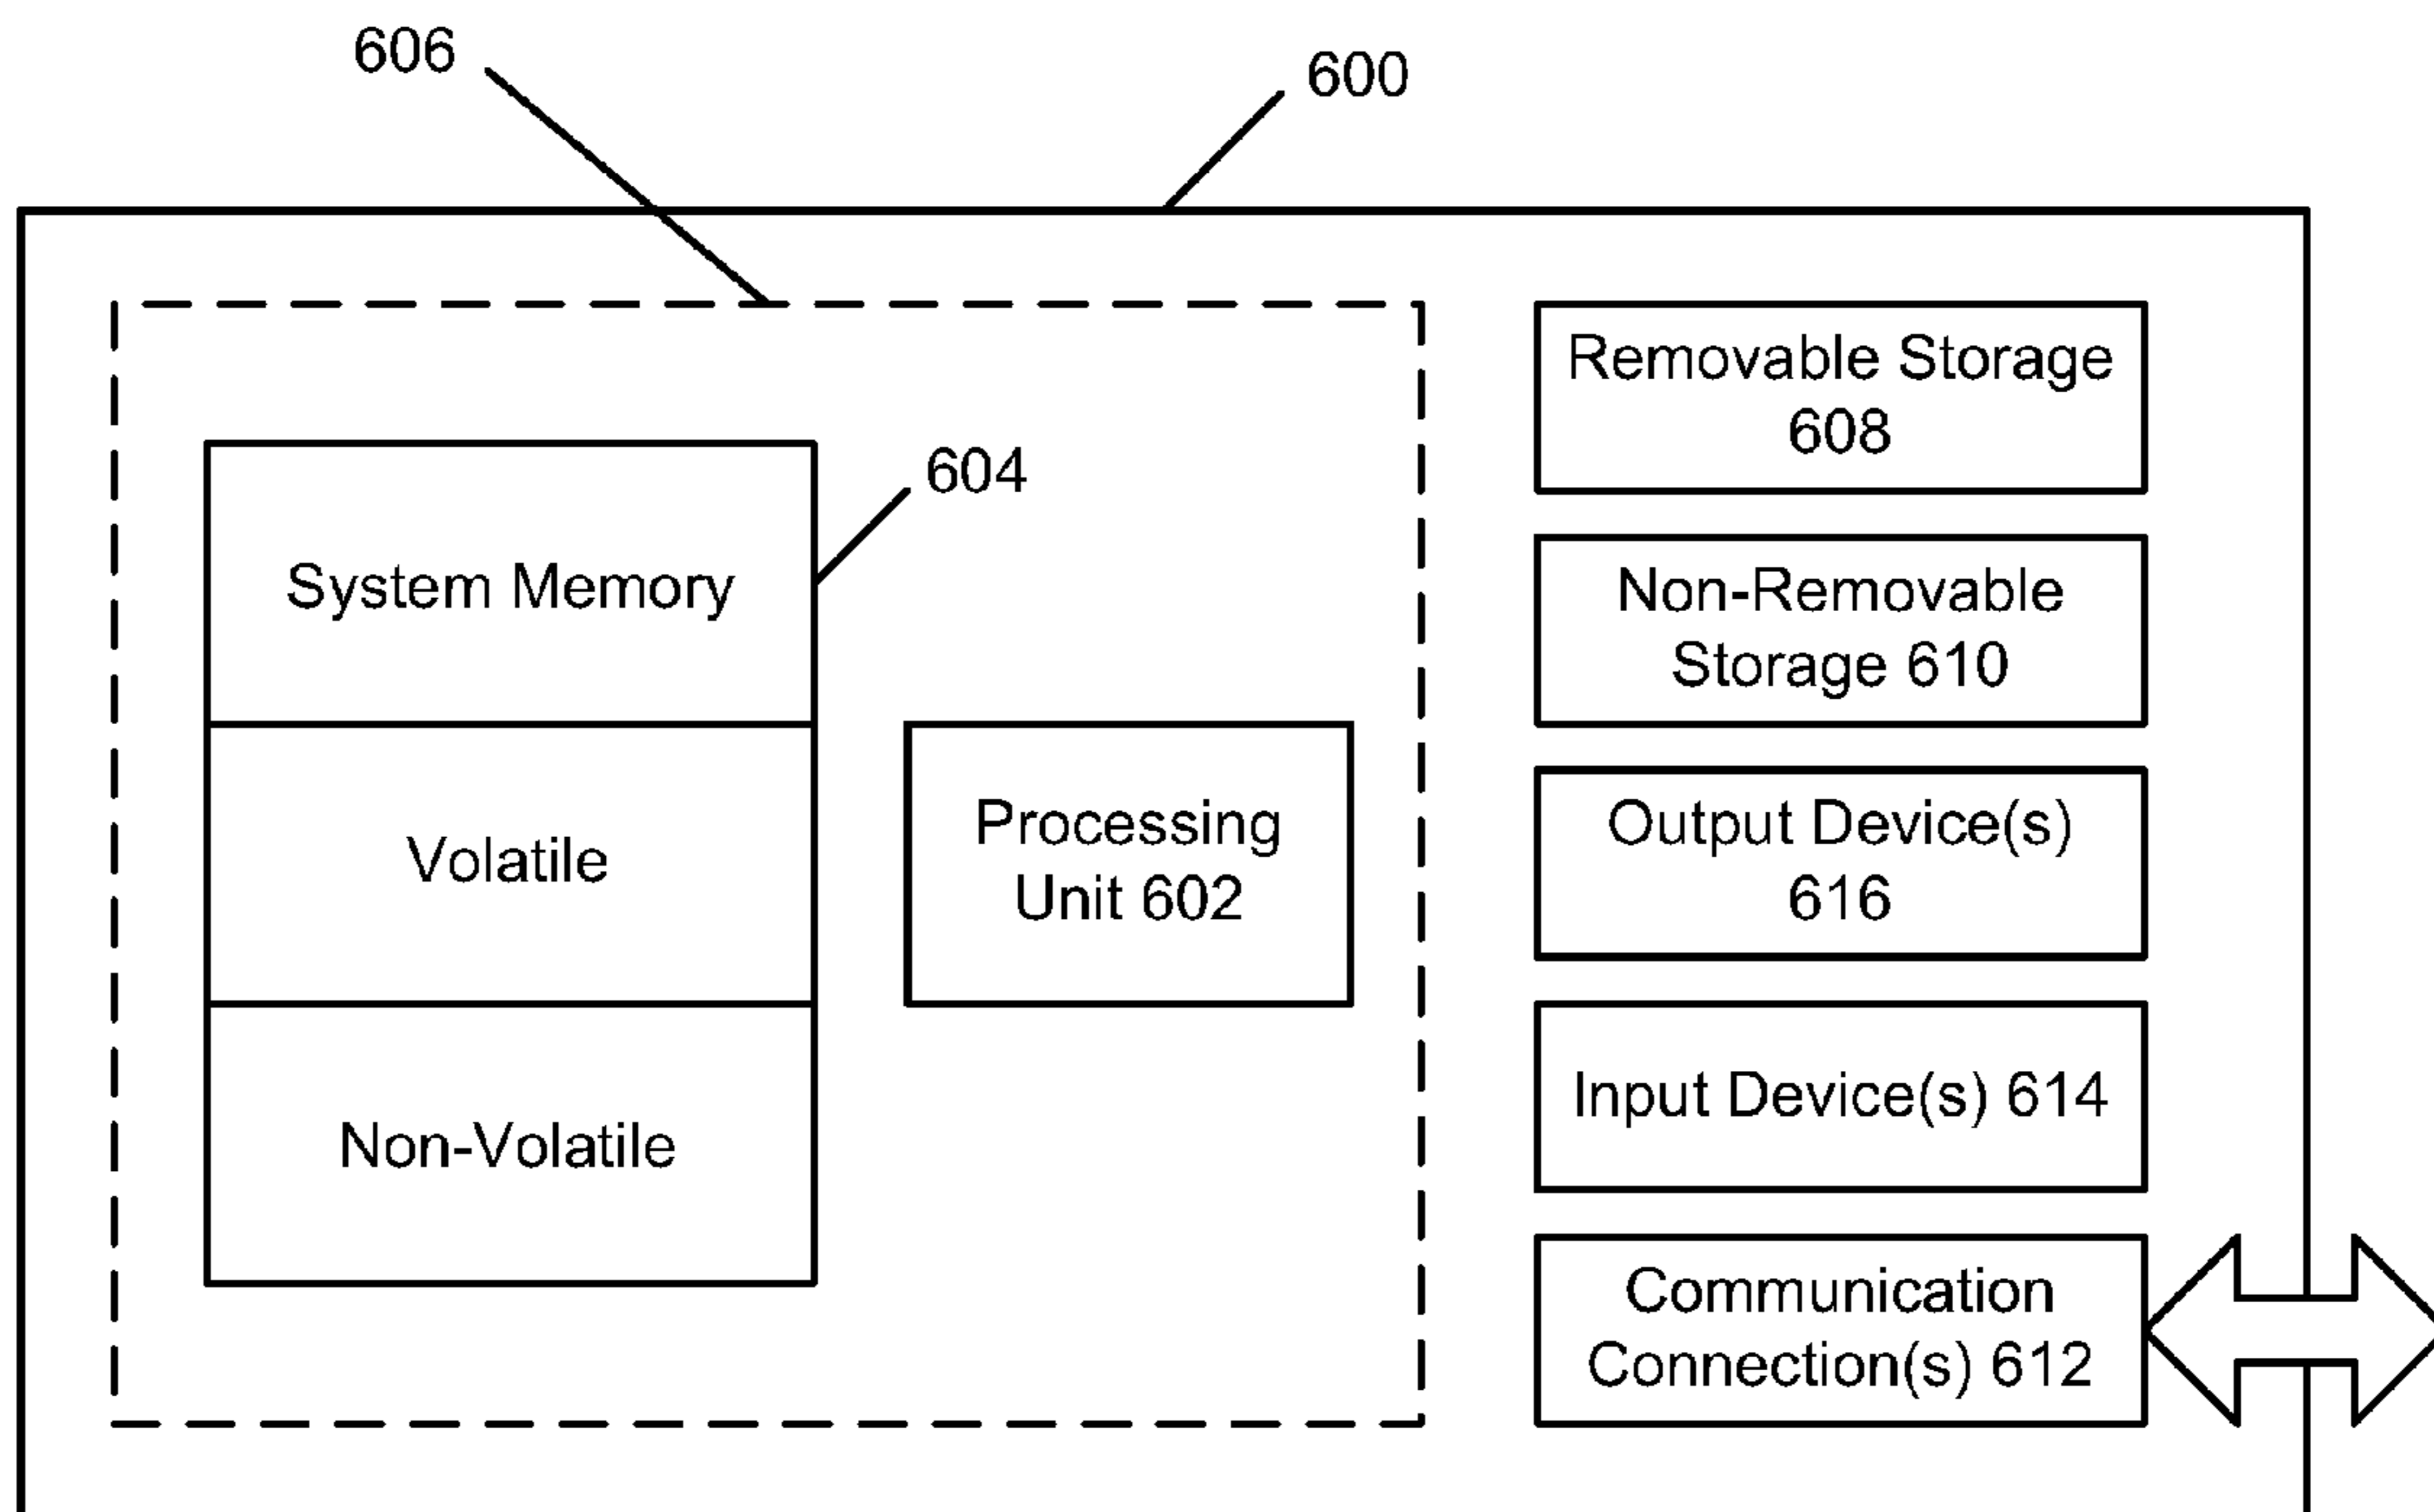 606
600
604
System Memory
Volatile
Non-Volatile
Processing
Unit 602
Removable Storage
608
Non-Removable
Storage 610
Output Device(s)
616
Input Device(s) 614
Communication
Connection(s) 612